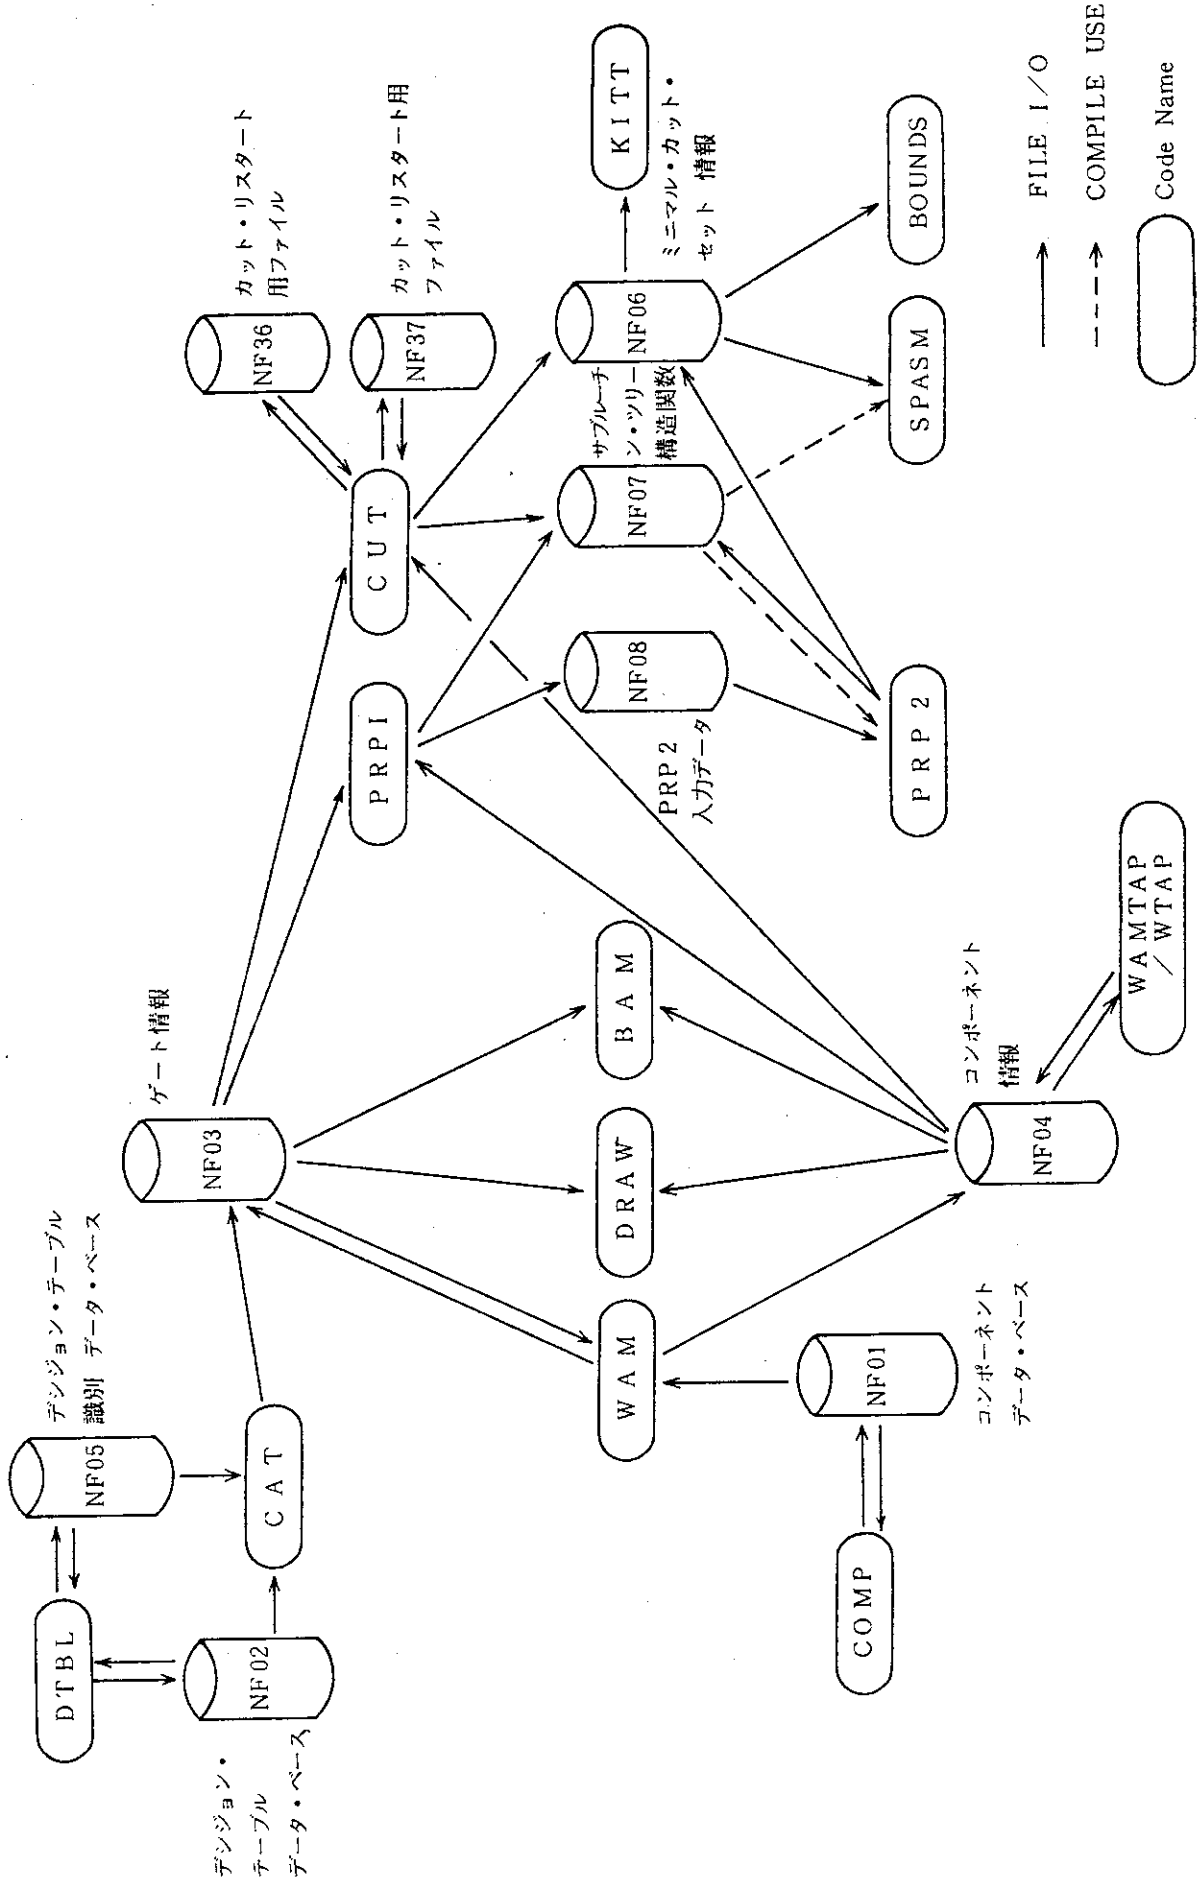 DTBL
NF05
デシジョン・テーブル
識別 データ・ベース
NF02
デシジョン・
テーブル
データ・ベース
CAT
NF03
ゲート情報
NF36
カット・リスタート
用ファイル
NF37
カット・リスタート用
ファイル
CUT
PRP1
WAM
DRAW
BAM
NF08
PRP2
入力データ
NF07
サブルーチ
ン・ツリー
構造関数
NF06
ミニマル・カット・
セット 情報
KITT
COMP
NF01
コンポーネント
データ・ベース
NF04
コンポーネント
情報
WAMTAP
/ WTAP
PRP2
SPASM
BOUNDS
FILE I/O
COMPILE USE
Code Name